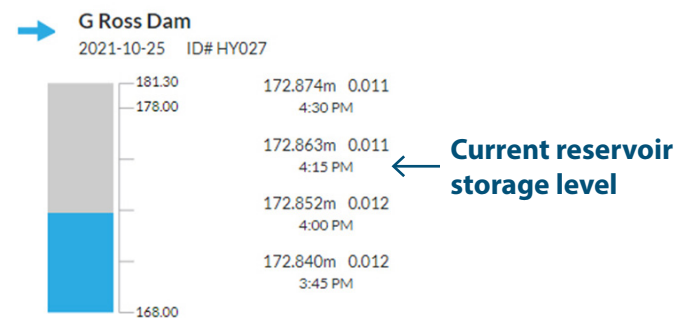 G Ross Dam
2021-10-25 ID# HY027
181.30
178.00
168.00
172.874m 0.011
4:30 PM
172.863m 0.011
4:15 PM
172.852m 0.012
4:00 PM
172.840m 0.012
3:45 PM
Current reservoir
storage level